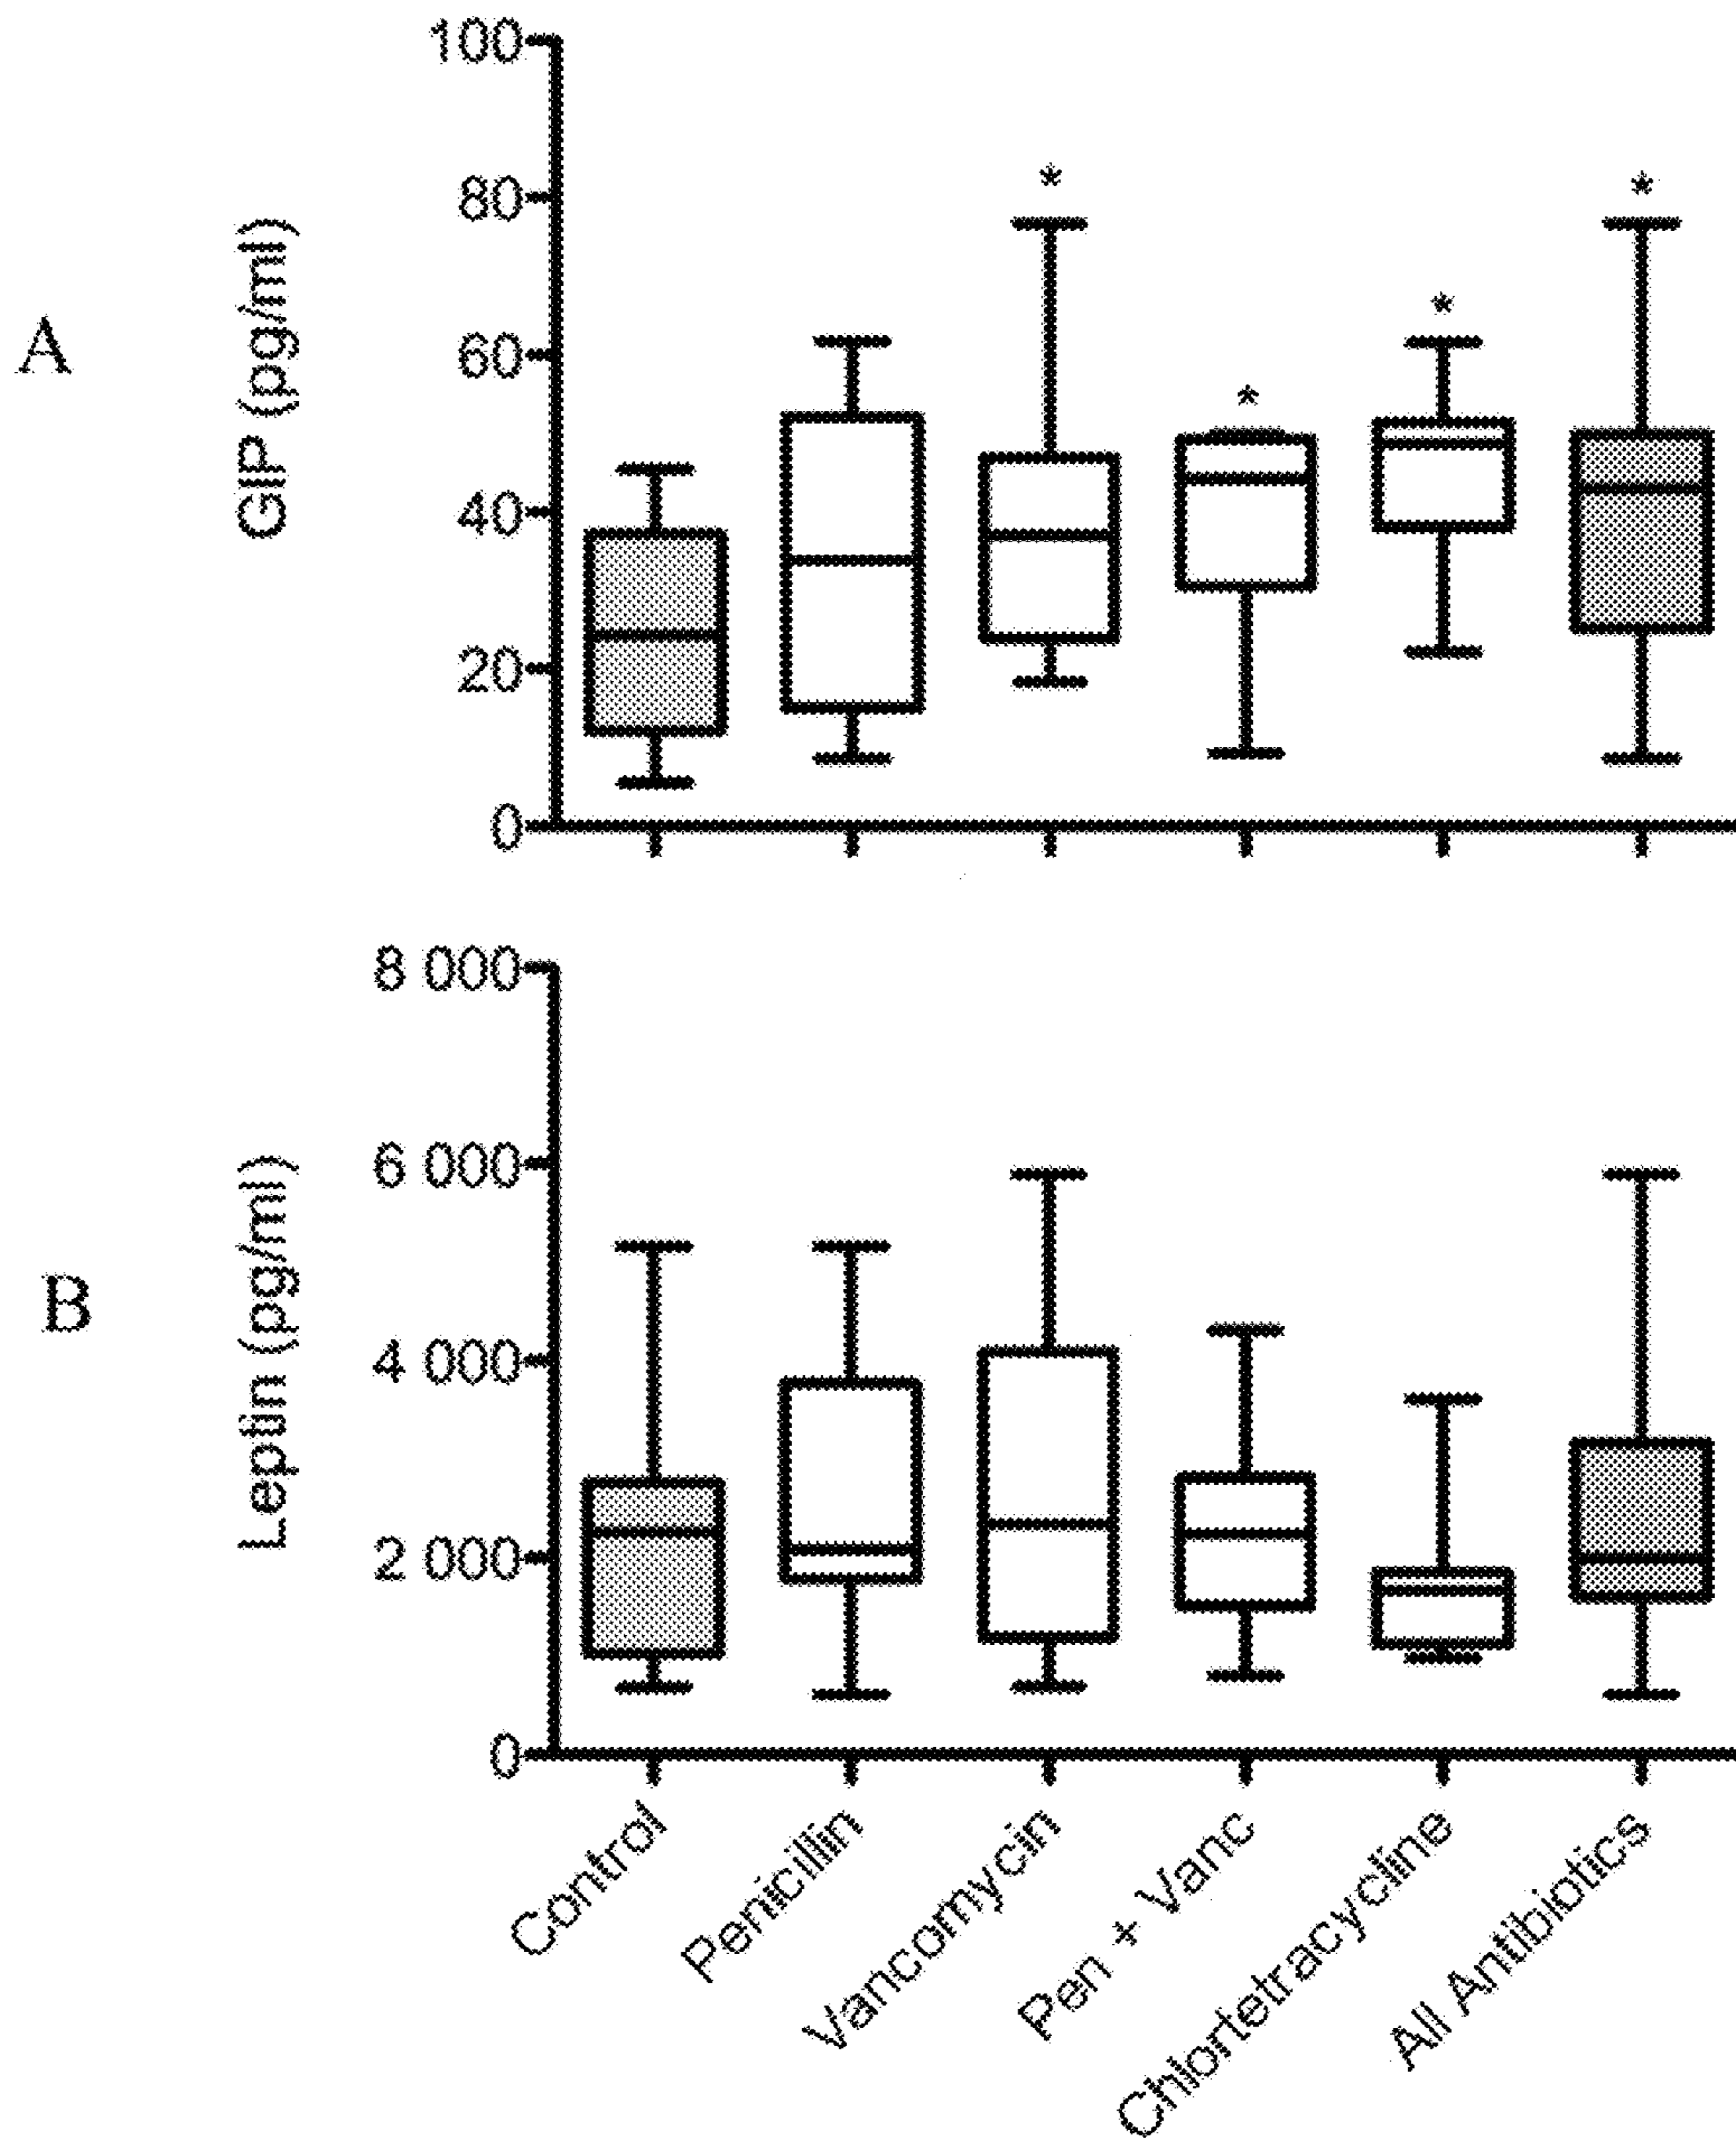 A
GIP (pg/ml)
100
80
60
40
20
0
*
*
*
*
B
Leptin (pg/ml)
8 000
6 000
4 000
2 000
0
Control
Penicillin
Vancomycin
Pen + Vanc
Chlortetracycline
All Antibiotics